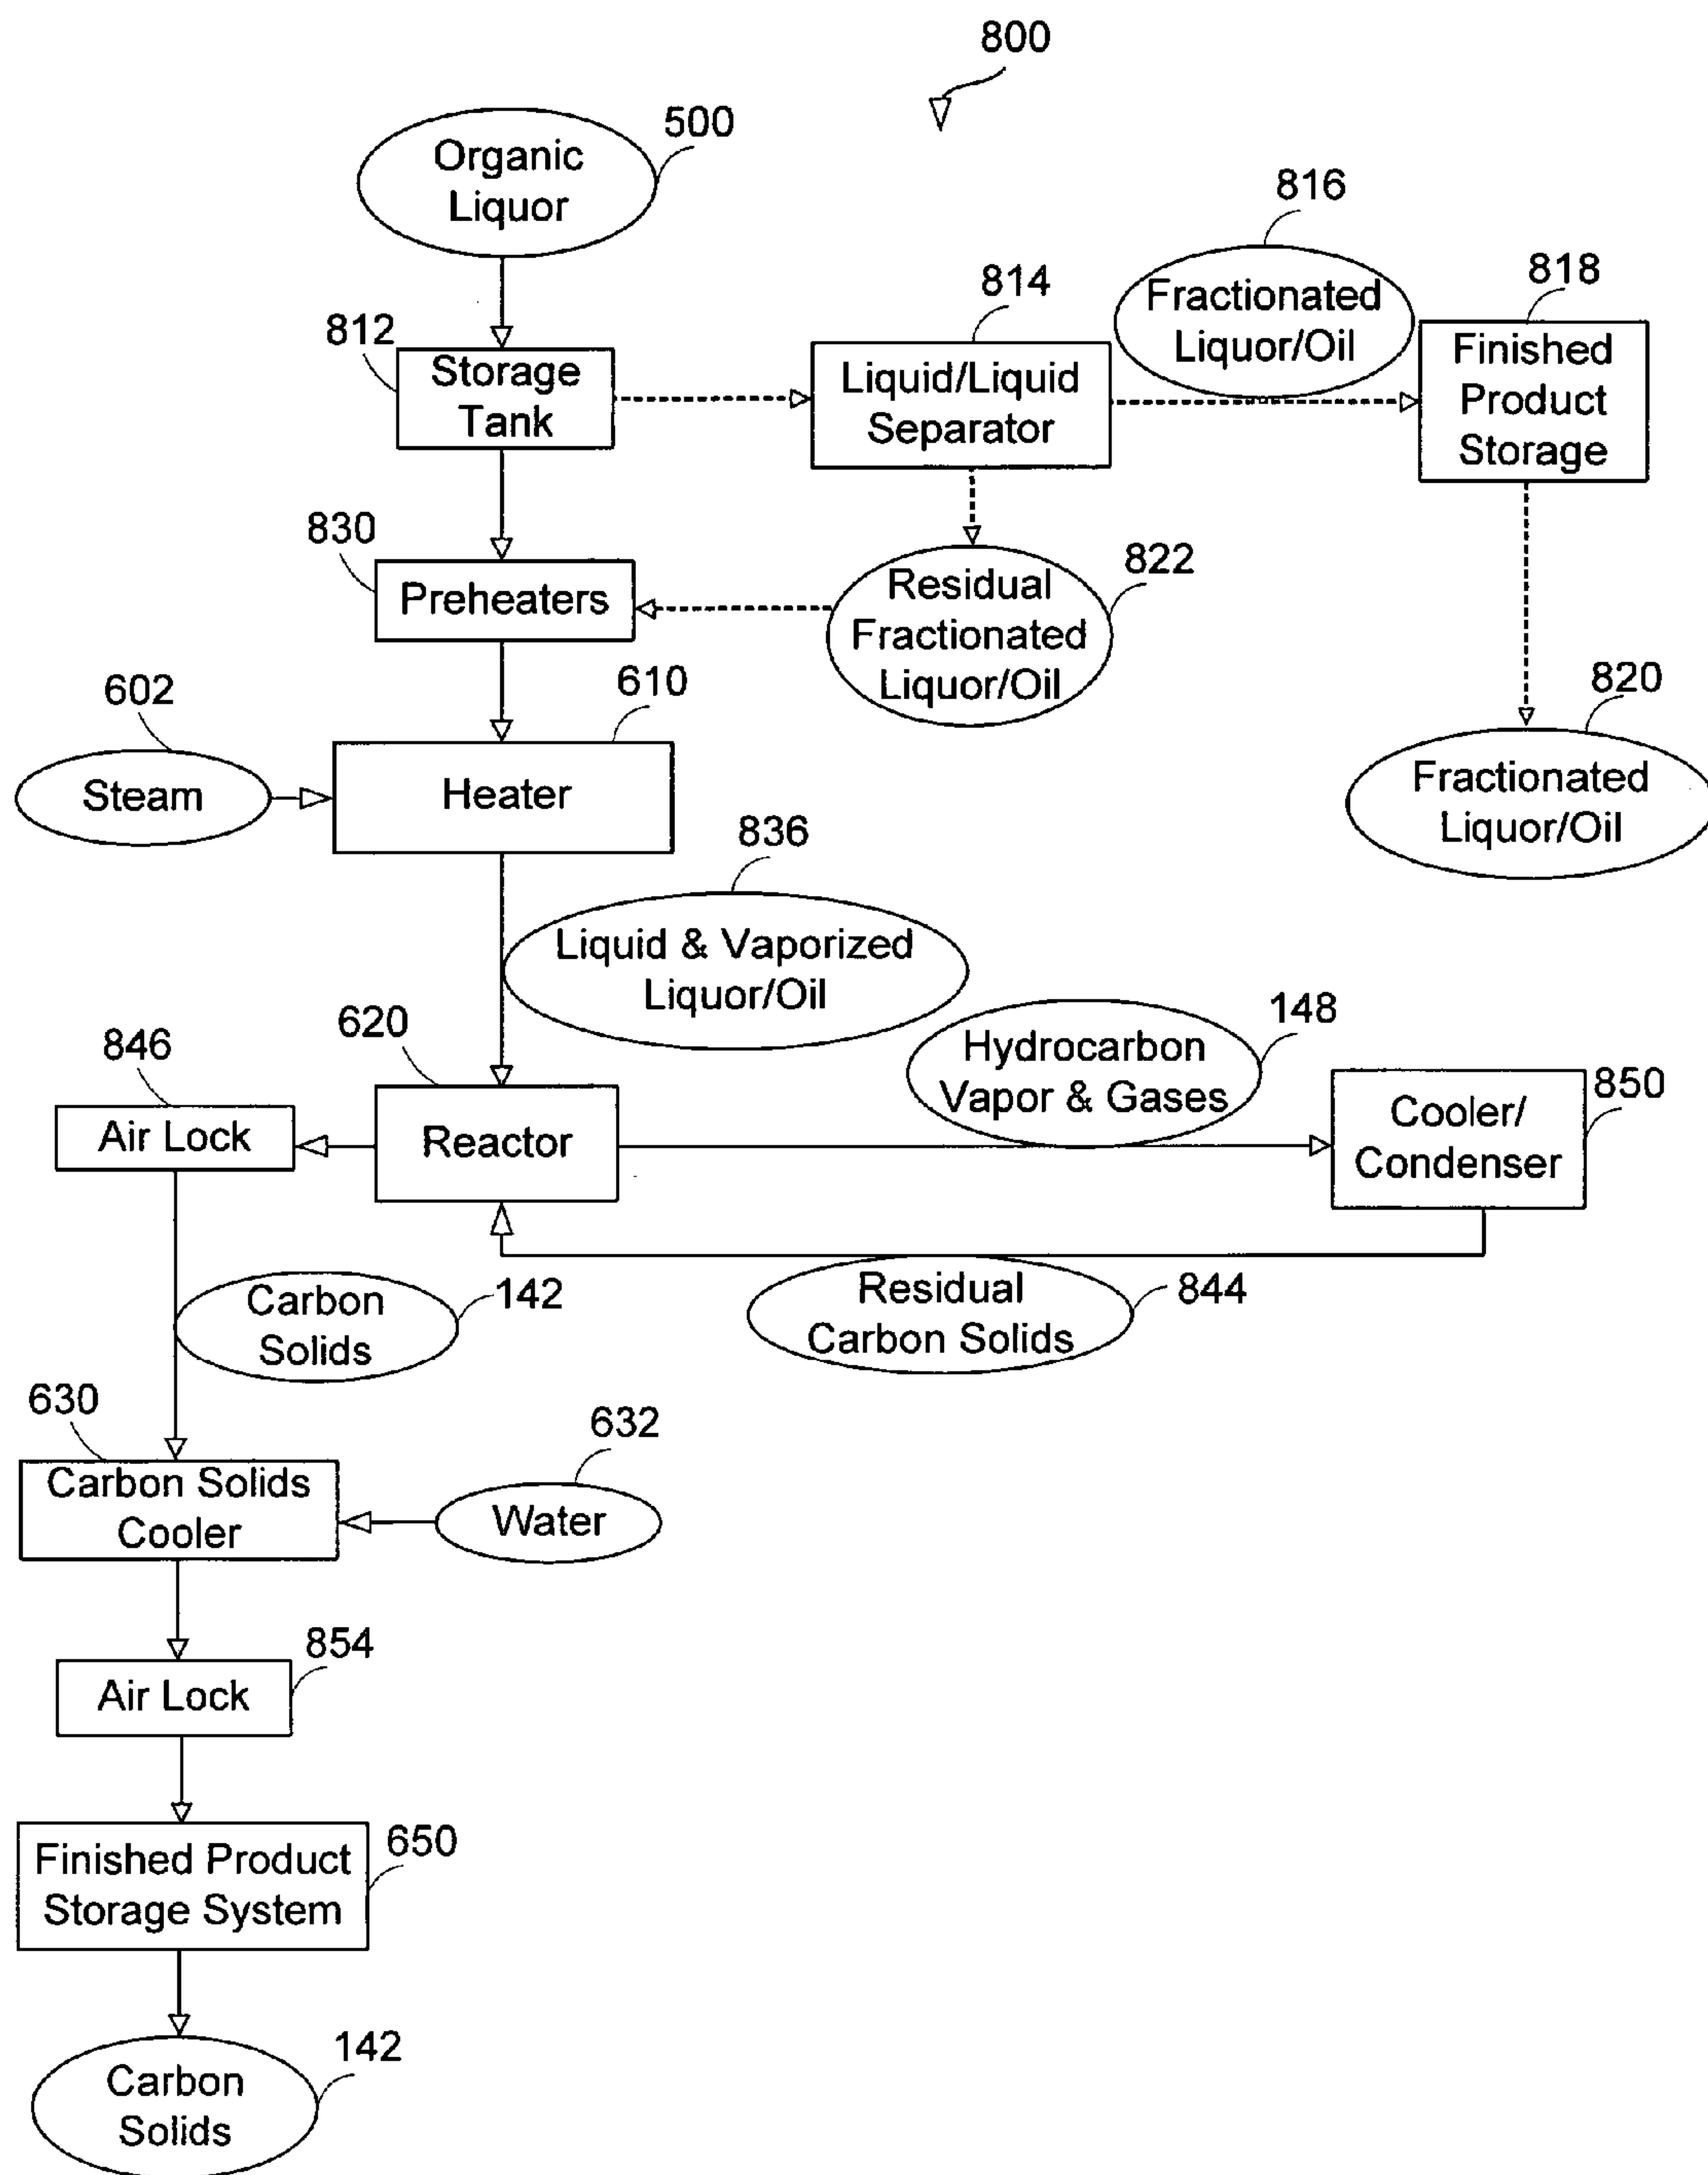 800
500
Organic
Liquor
816
Fractionated
Liquor/Oil
818
814
812
Storage
Tank
Liquid/Liquid
Separator
Finished
Product
Storage
830
Preheaters
822
Residual
Fractionated
Liquor/Oil
602
610
820
Steam
Heater
Fractionated
Liquor/Oil
836
Liquid & Vaporized
Liquor/Oil
846
620
148
Hydrocarbon
Vapor & Gases
850
Air Lock
Reactor
Cooler/
Condenser
Carbon
Solids
142
Residual
Carbon Solids
844
630
632
Carbon Solids
Cooler
Water
854
Air Lock
650
Finished Product
Storage System
142
Carbon
Solids